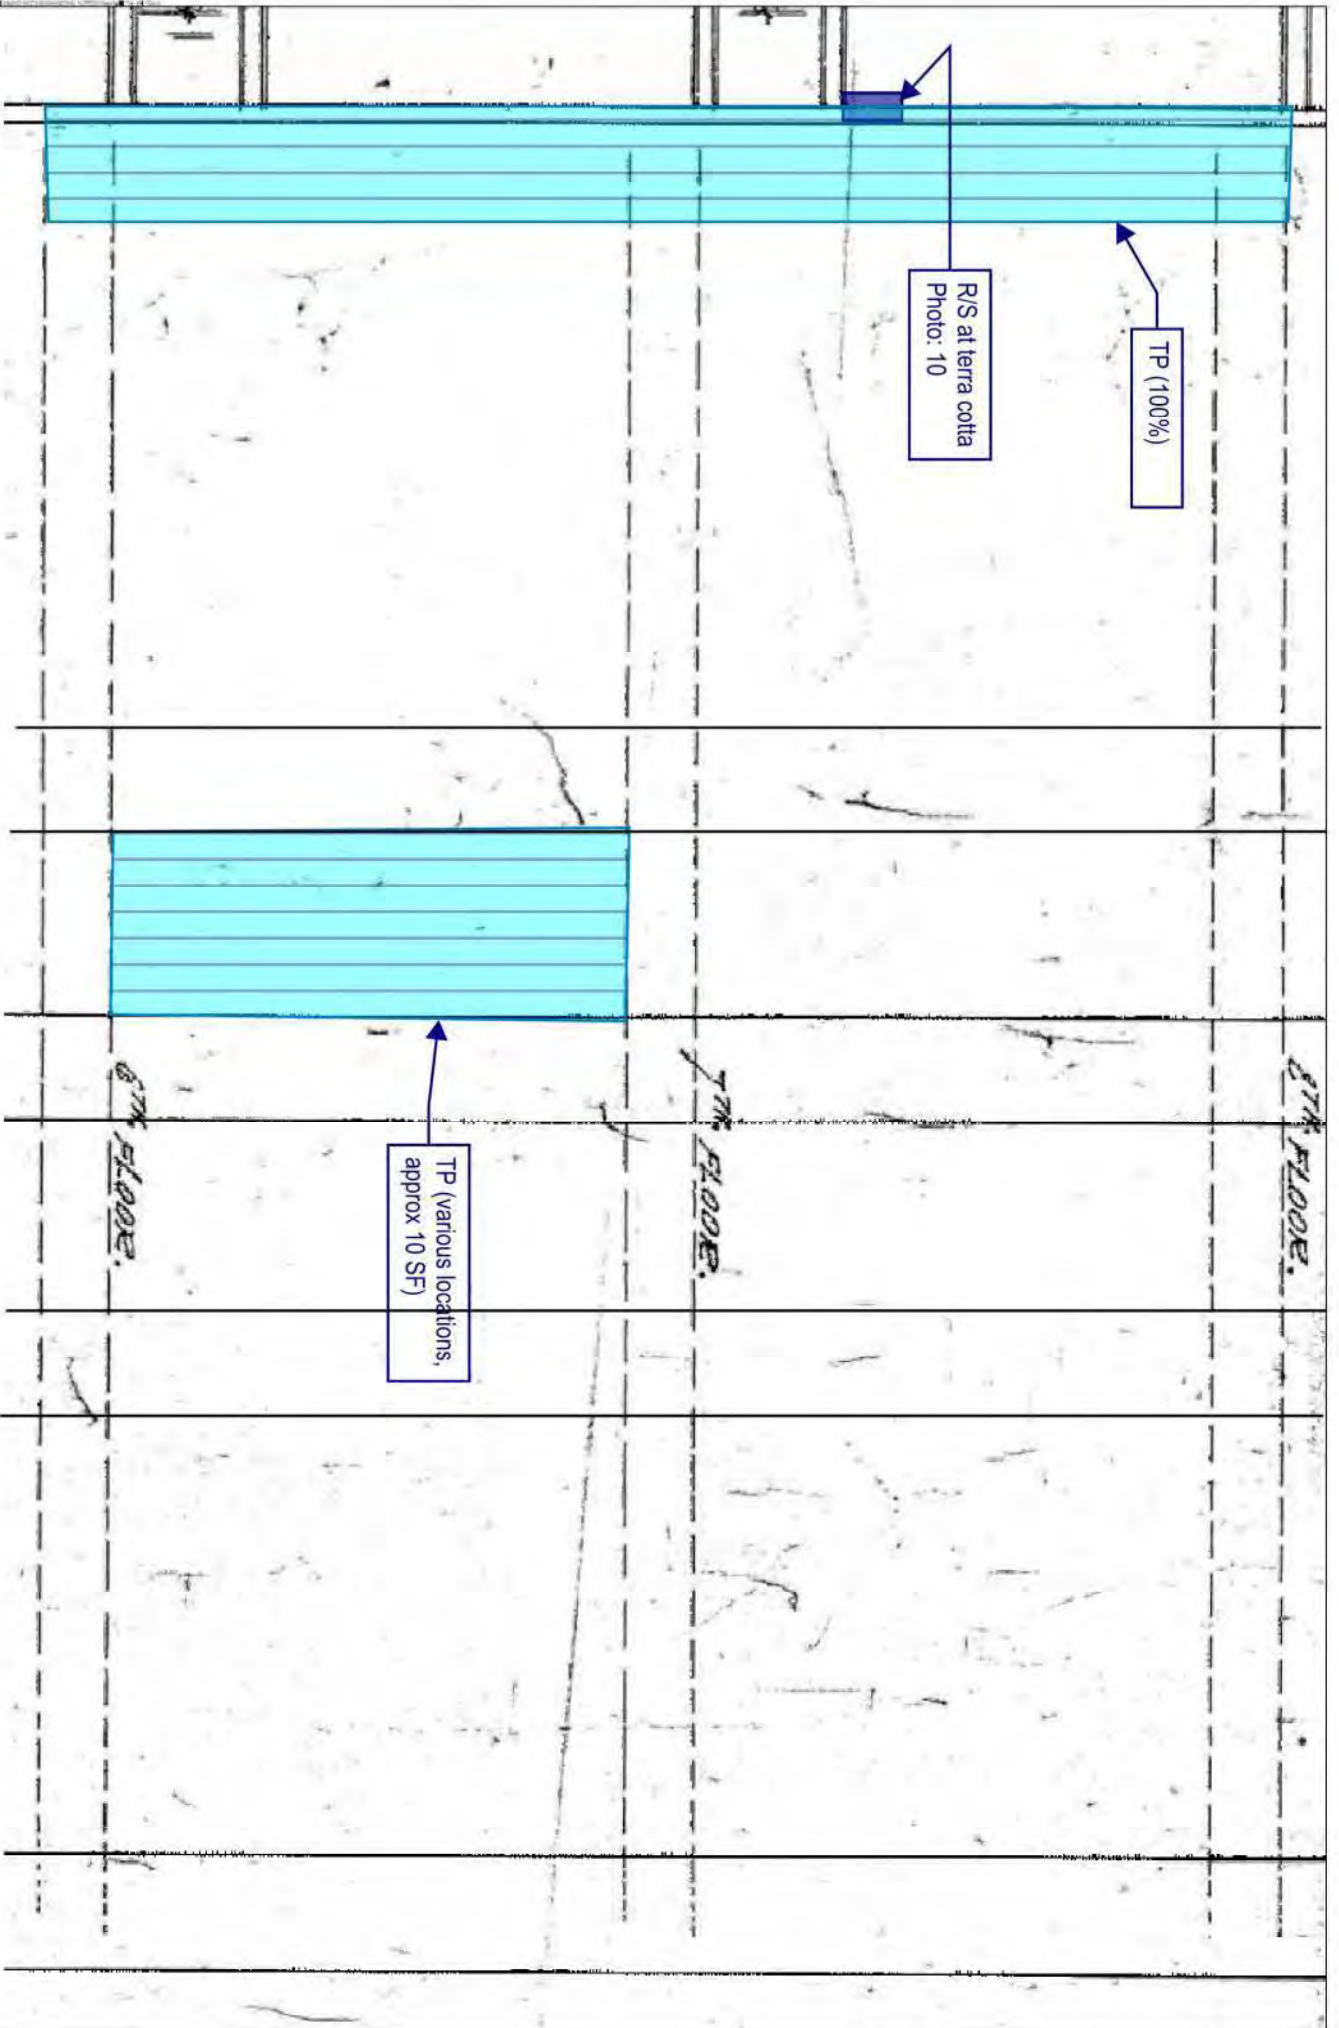 TP (100%)
R/S at terra cotta
Photo: 10
8TH. FLOOR.
7TH. FLOOR.
TP (various locations,
approx 10 SF)
6TH. FLOOR.